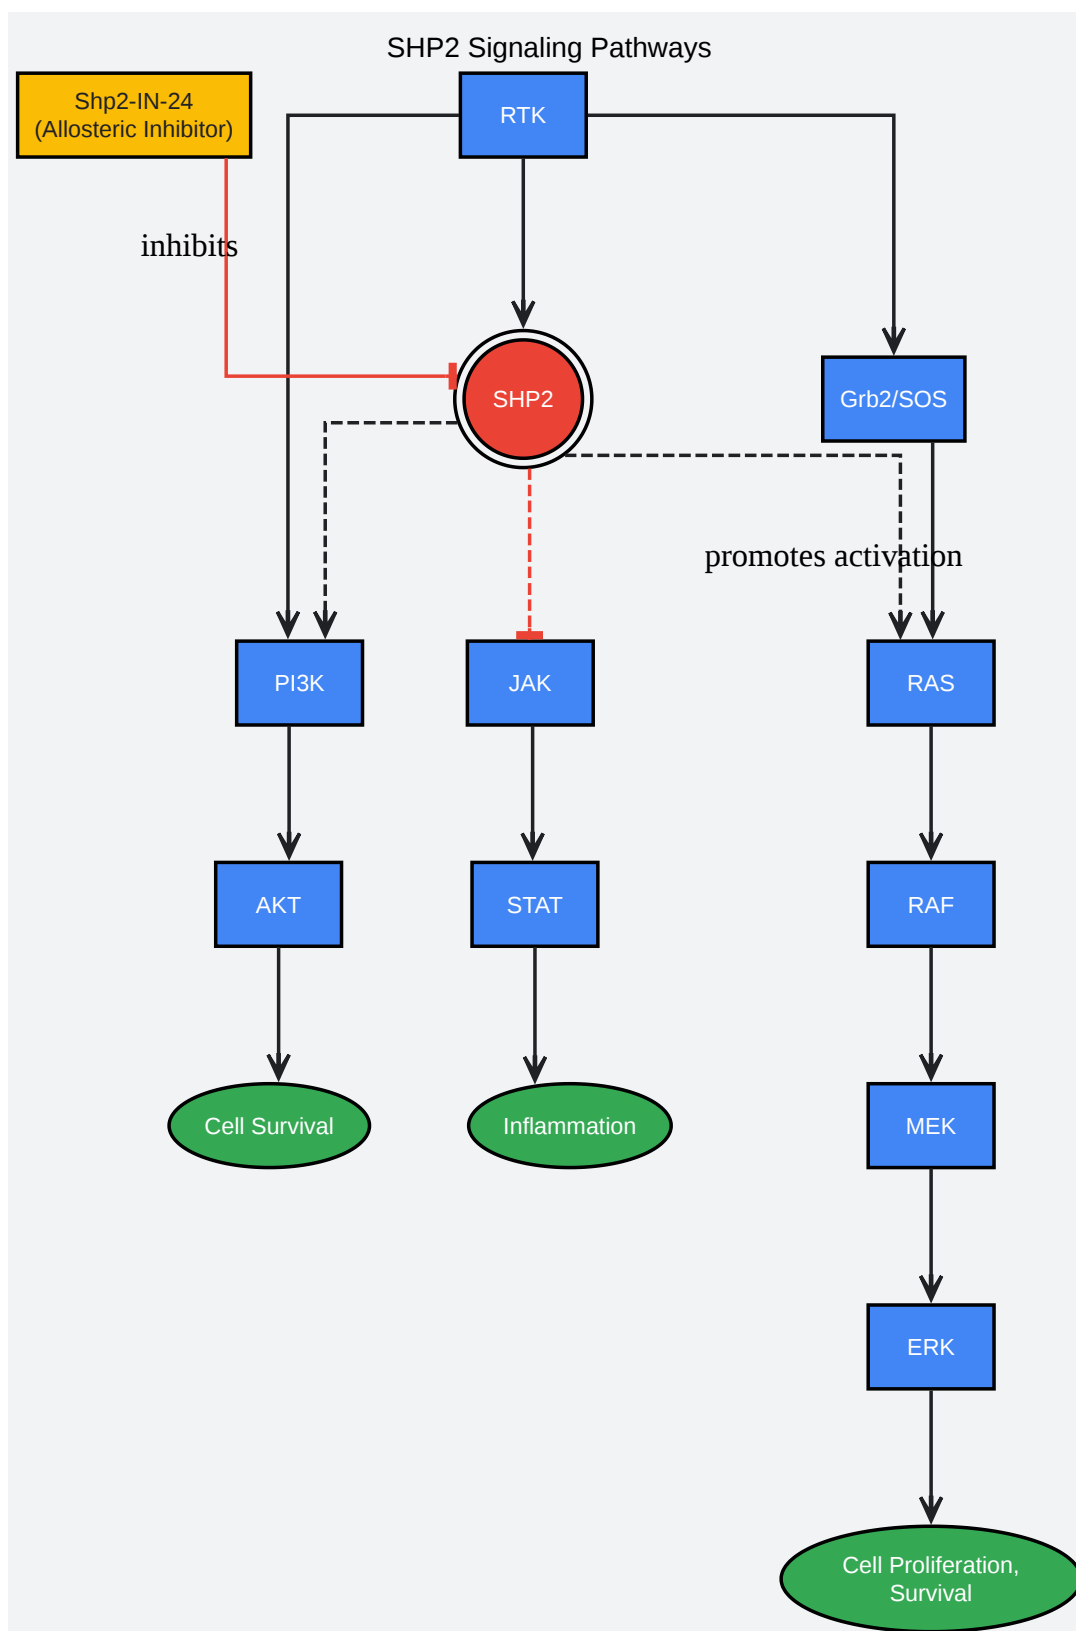 SHP2 Signaling Pathways
Shp2-IN-24
(Allosteric Inhibitor)
RTK
inhibits
SHP2
Grb2/SOS
promotes activation
PI3K
JAK
RAS
AKT
STAT
RAF
Cell Survival
Inflammation
MEK
ERK
Cell Proliferation,
Survival